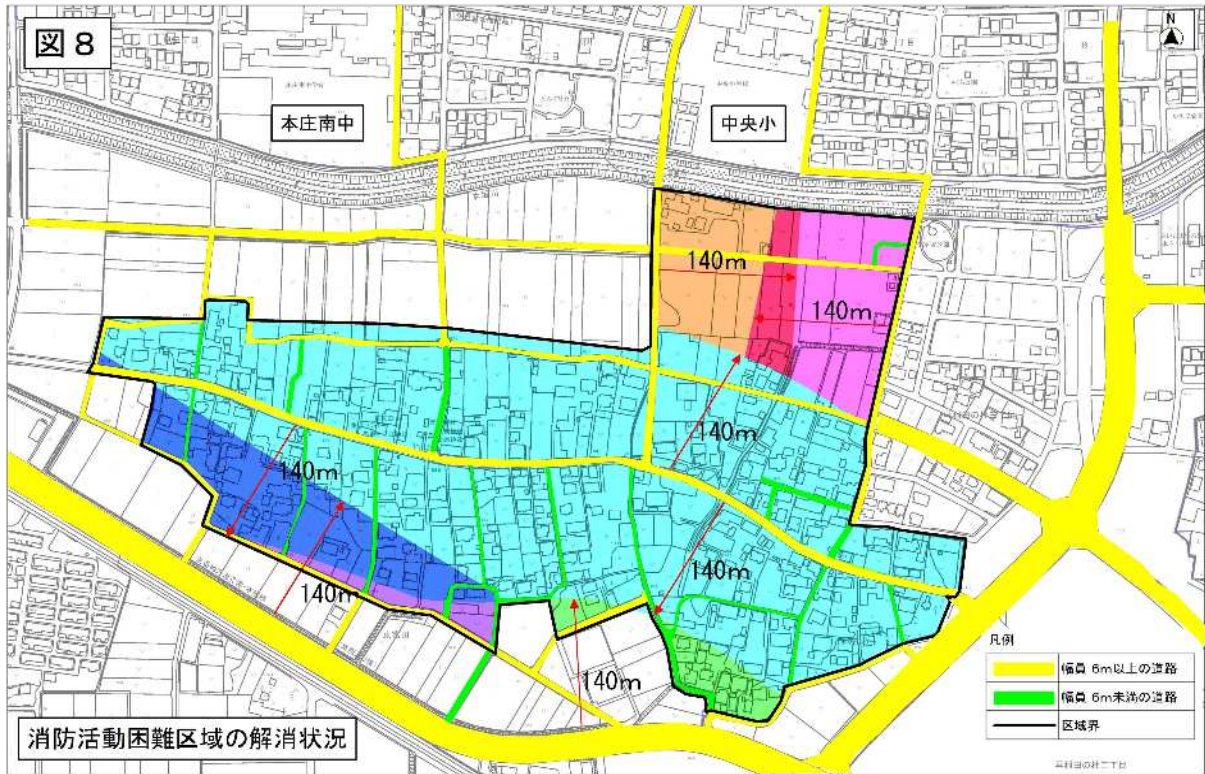 図 8
N
本庄南中
中央小
140m
140m
140m
140m
140m
140m
140m
凡例
幅員 6m以上の道路
幅員 6m未満の道路
区域界
消防活動困難区域の解消状況